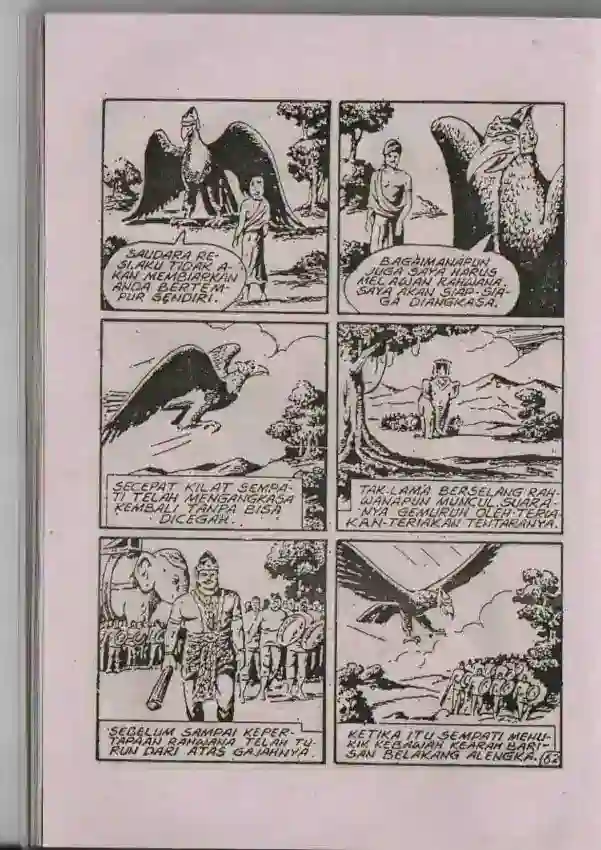 SAUDARA RE-
SI, AKU TIDAK A-
KAN MEMBIARKAN
ANDA BERTEM-
PUR SENDIRI.
BAGAIMANAPUN
JUGA SAYA HARUS
MELAWAN RAHWANA.
SAYA AKAN SIAP-SIA-
GA DIANGKASA.
SECEPAT KILAT SEMPA-
TI TELAH MENGANGKASA
KEMBALI TANPA BISA
DICEGAH.
TAK LAMA BERSELANG RAH-
WANAPUN MUNCUL. SUARA-
NYA GEMURUH OLEH TERIA
KAN-TERIAKAN TENTARANYA.
SEBELUM SAMPAI KEPER-
TAPAAN RAHWANA TELAH TU-
RUN DARI ATAS GAJAHNYA.
KETIKA ITU SEMPATI MENU-
KIK KEBAWAH KEARAH BARI-
SAN BELAKANG ALENGKA.
62